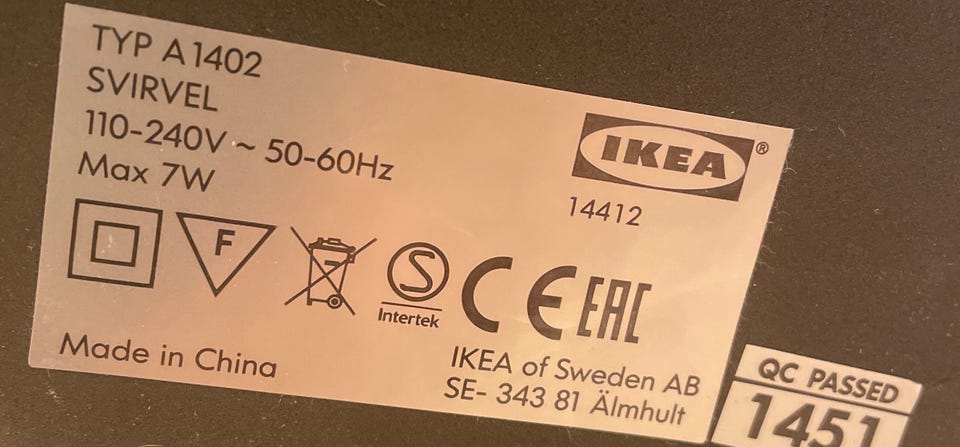 TYP A1402
SVIRVEL
110-240V ~ 50-60Hz
Max 7W
IKEA®
14412
F
S
Intertek
CE
EAC
Made in China
IKEA of Sweden AB
SE- 343 81 Älmhult
QC PASSED
1451